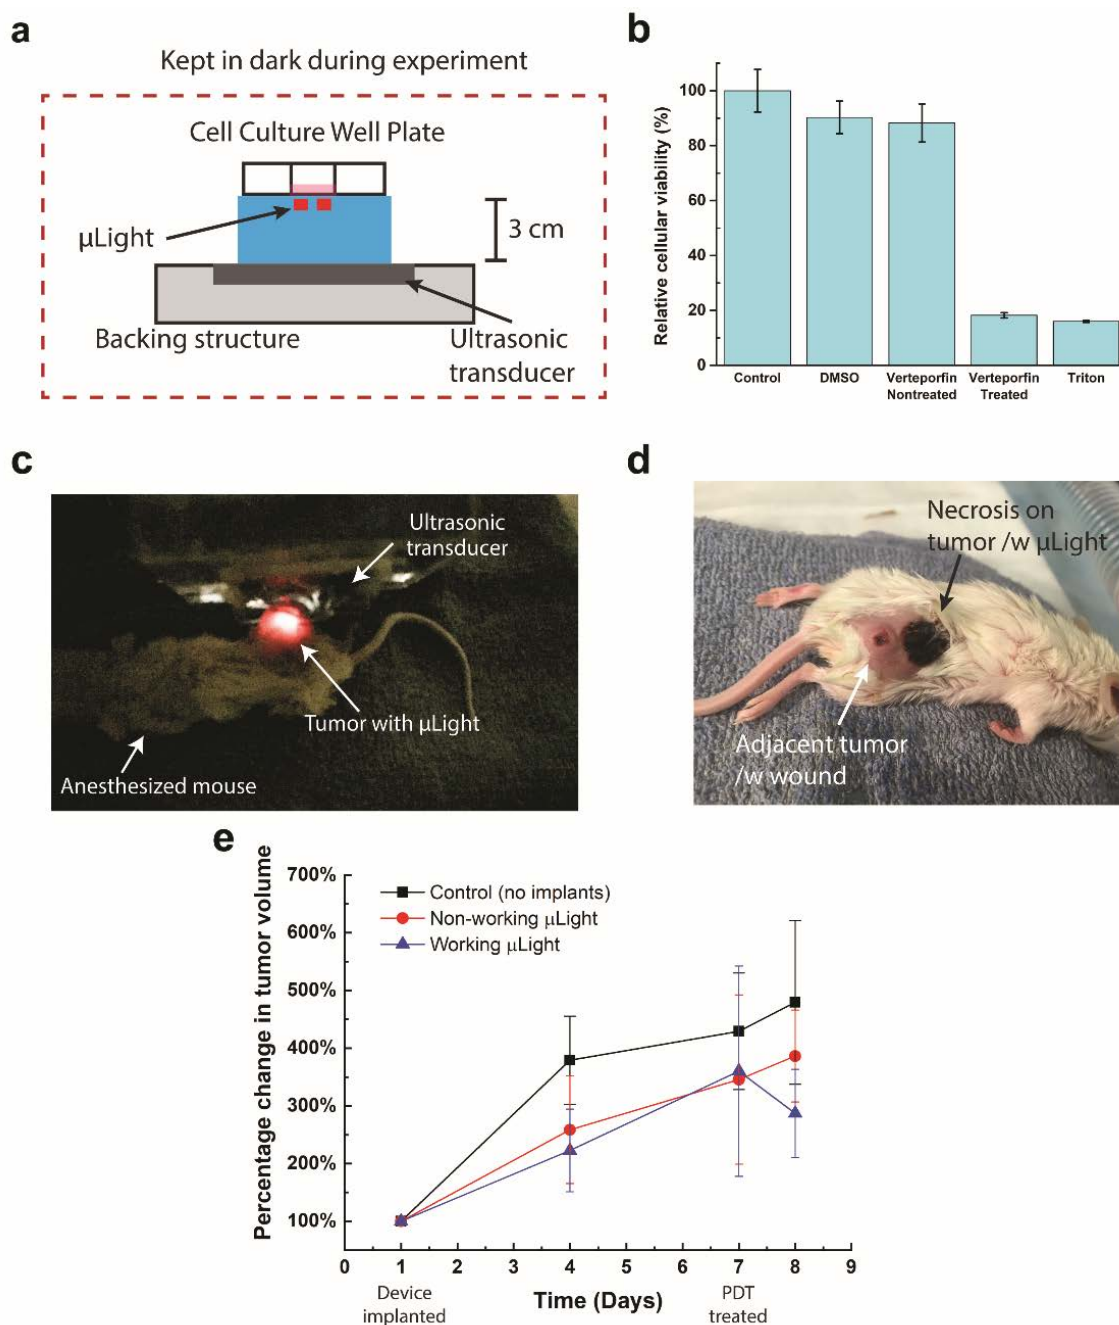 a
Kept in dark during experiment
Cell Culture Well Plate
μLight
3 cm
Backing structure
Ultrasonic
transducer
b
Relative cellular viability (%)
100
80
60
40
20
0
Control
DMSO
Verteporfin
Nontreated
Verteporfin
Treated
Triton
c
Ultrasonic
transducer
Tumor with μLight
Anesthesized mouse
d
Necrosis on
tumor /w μLight
Adjacent tumor
/w wound
e
Percentage change in tumor volume
700%
600%
500%
400%
300%
200%
100%
Control (no implants)
Non-working μLight
Working μLight
0
1
2
3
4
5
6
7
8
9
Device
implanted
Time (Days)
PDT
treated